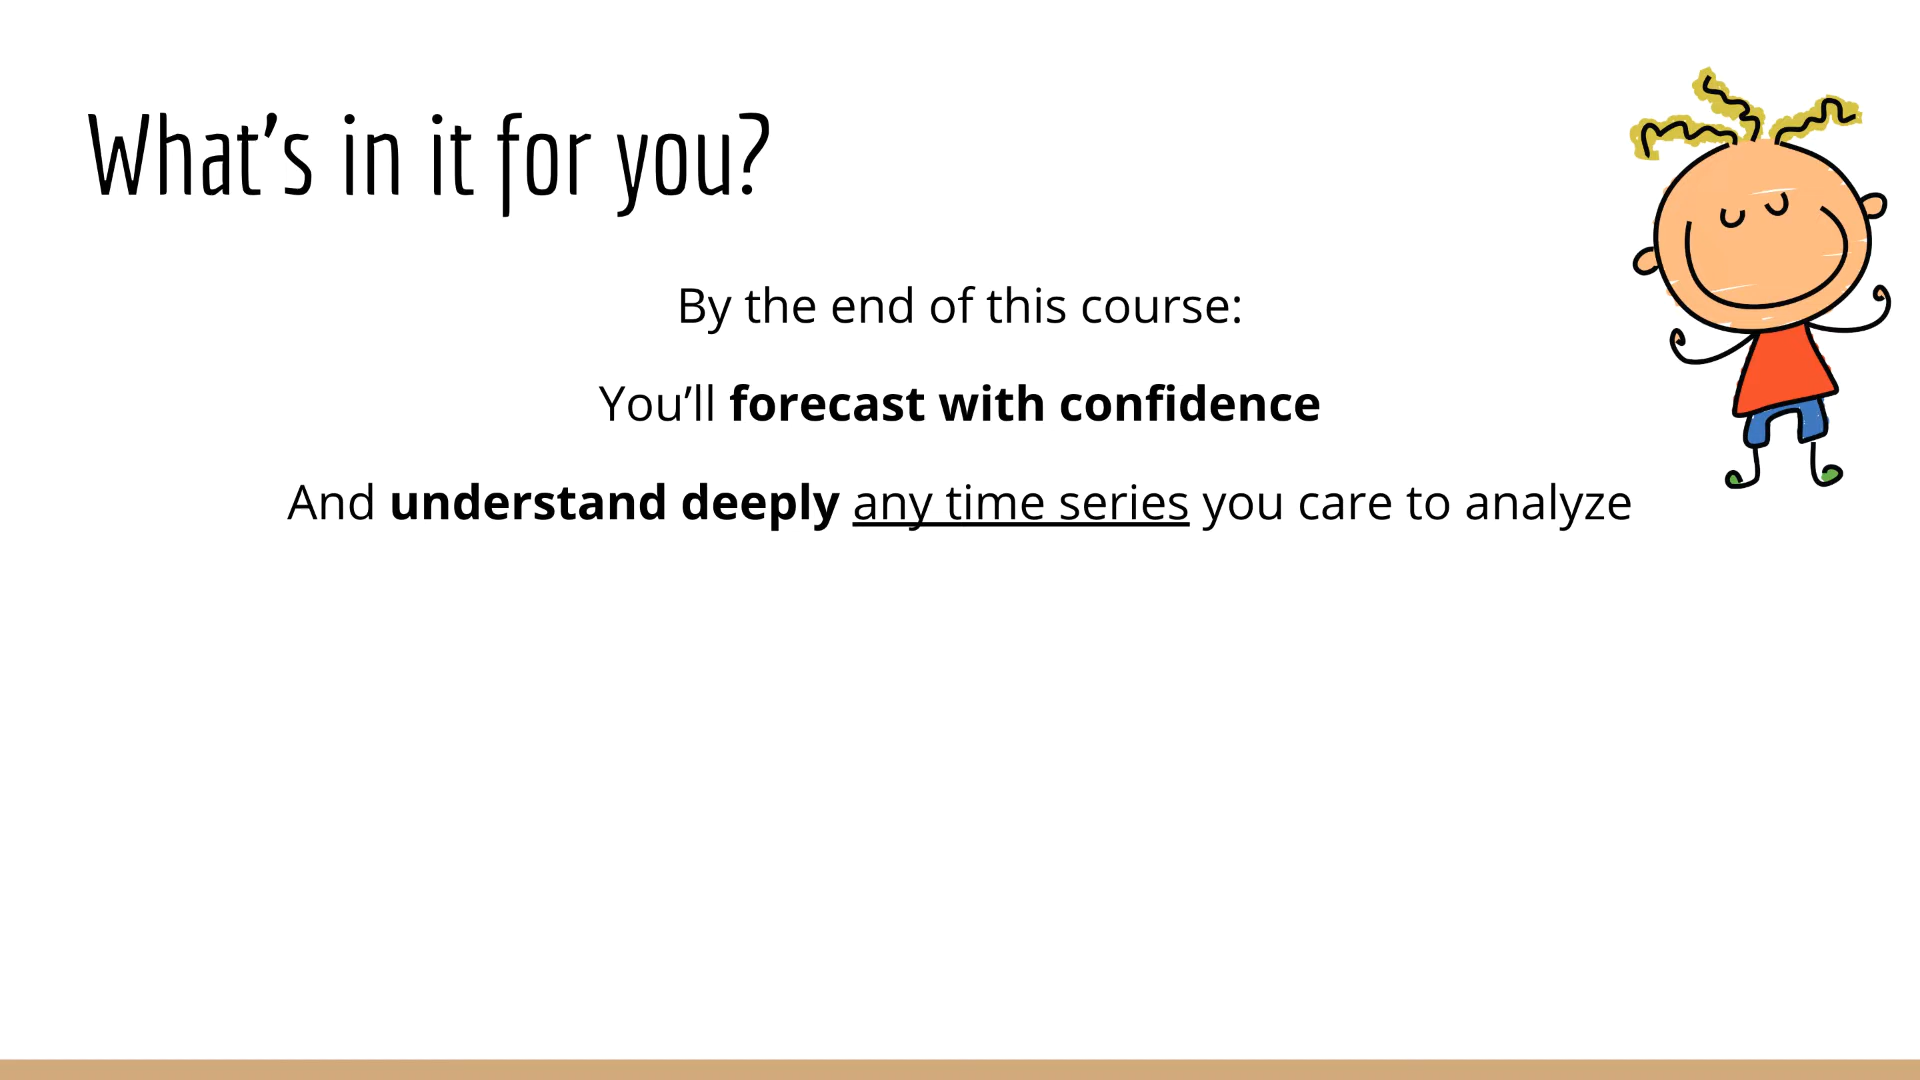 What’s in it for you?
By the end of this course:
You’ll forecast with confidence
And understand deeply any time series you care to analyze